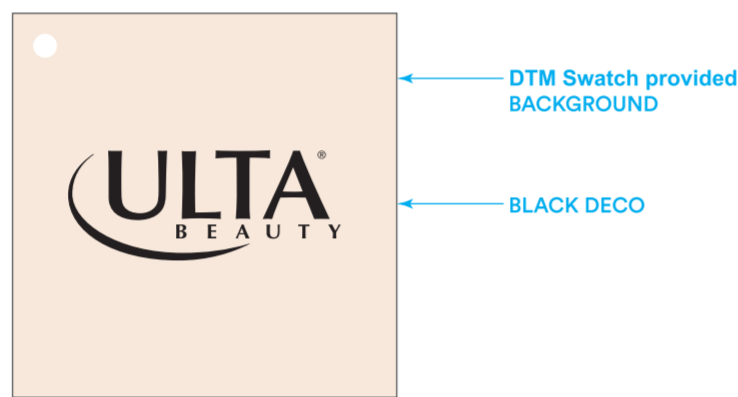 DTM Swatch provided
BACKGROUND
ULTA®
BEAUTY
BLACK DECO